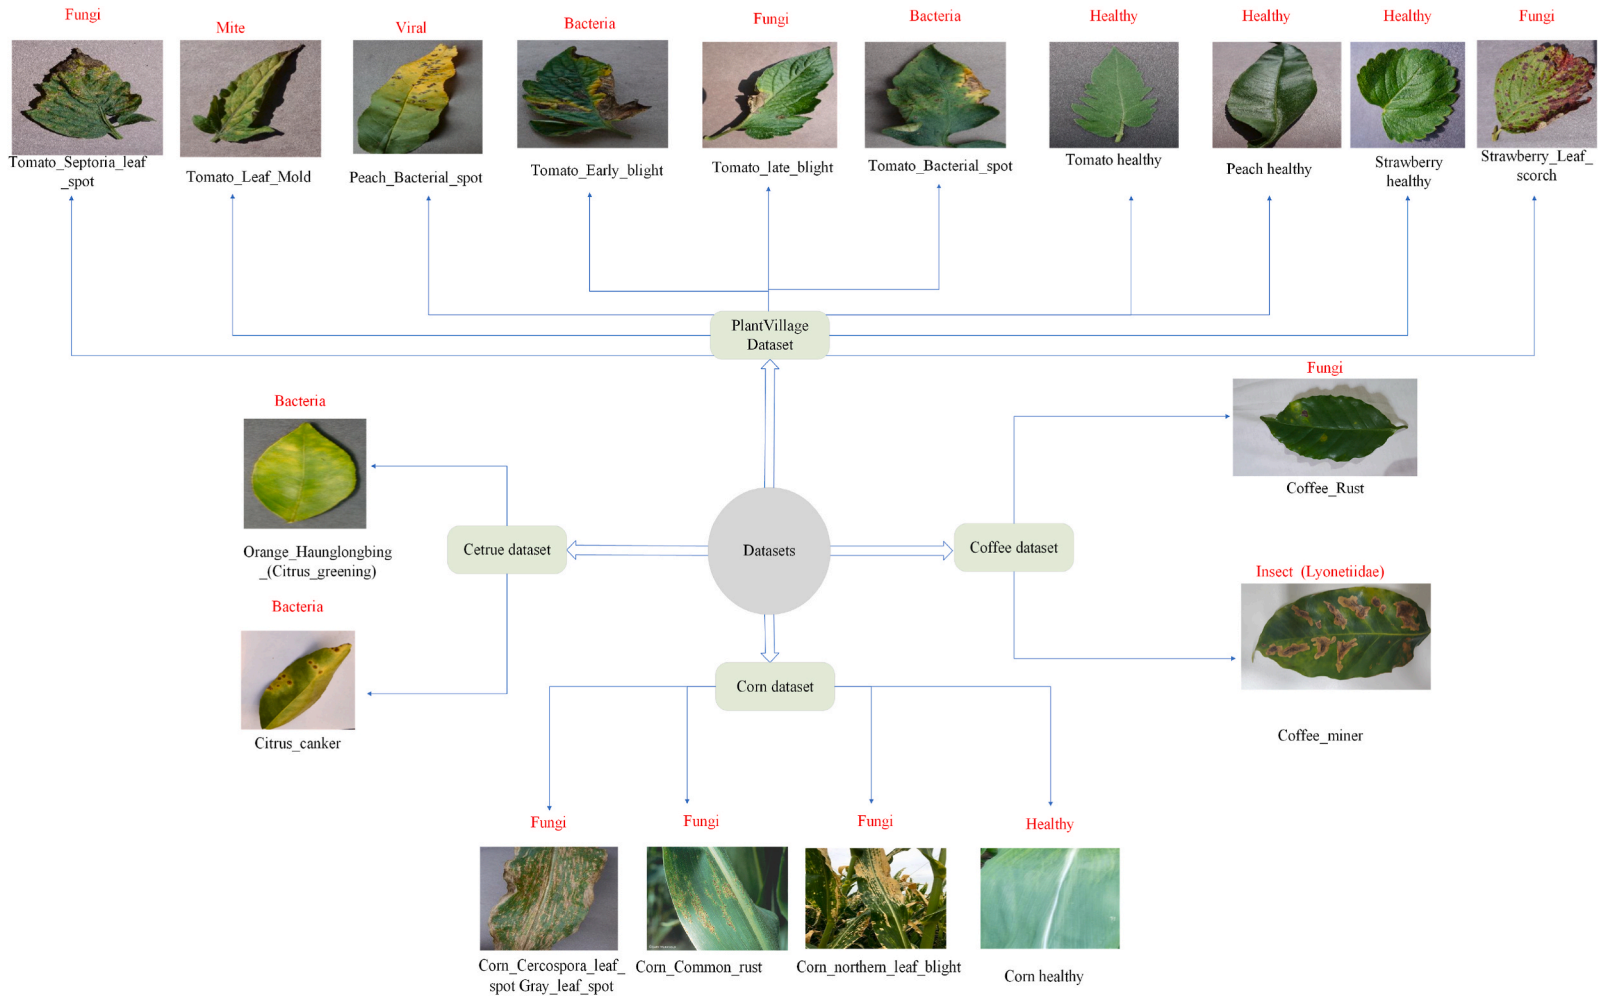 Fungi
Mite
Viral
Bacteria
Fungi
Bacteria
Healthy
Healthy
Healthy
Fungi
Tomato_Septoria_leaf
_spot
Tomato_Leaf_Mold
Peach_Bacterial_spot
Tomato_Early_blight
Tomato_late_blight
Tomato_Bacterial_spot
Tomato healthy
Peach healthy
Strawberry
healthy
Strawberry_Leaf_
scorch
PlantVillage
Dataset
Fungi
Coffee_Rust
Bacteria
Orange_Haunglongbing
_(Citrus_greening)
Cetrue dataset
Datasets
Coffee dataset
Insect (Lyonetiidae)
Coffee_miner
Bacteria
Citrus_canker
Corn dataset
Fungi
Fungi
Fungi
Healthy
Corn_Cercospora_leaf_
spot Gray_leaf_spot
Corn_Common_rust
Corn_northern_leaf_blight
Corn healthy